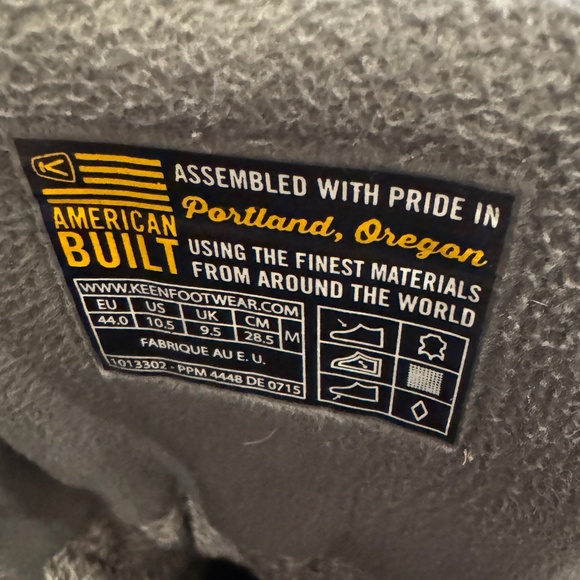 ASSEMBLED WITH PRIDE IN
Portland, Oregon
AMERICAN
BUILT
USING THE FINEST MATERIALS
FROM AROUND THE WORLD
WWW.KEENFOOTWEAR.COM
EU US UK CM M
44.0 10.5 9.5 28.5
FABRIQUE AU E. U.
1013302 - PPM 4448 DE 0715